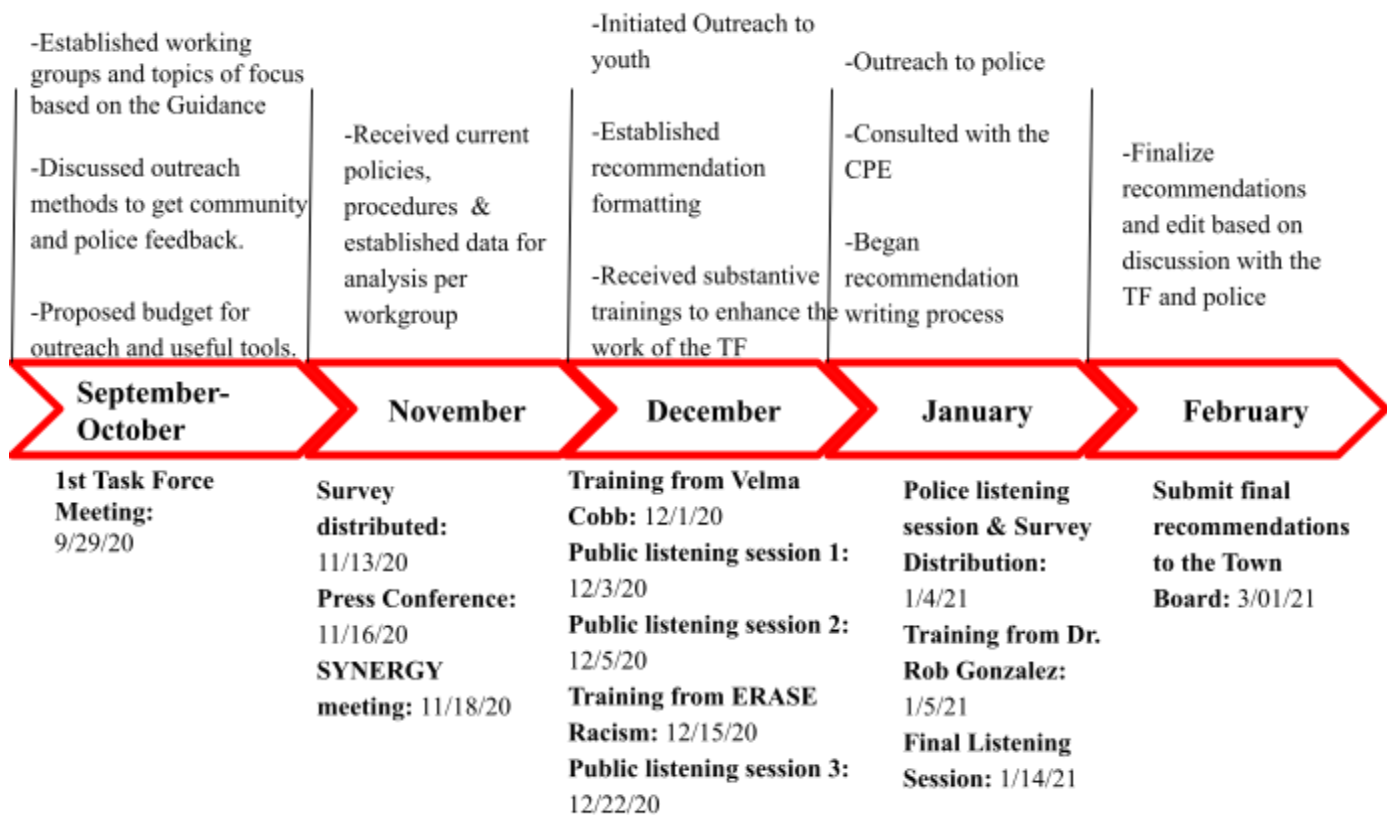 -Established working
groups and topics of focus
based on the Guidance
-Discussed outreach
methods to get community
and police feedback.
-Proposed budget for
outreach and useful tools.
-Received current
policies,
procedures &
established data for
analysis per
workgroup
-Initiated Outreach to
youth
-Established
recommendation
formatting
-Received substantive
trainings to enhance the
work of the TF
-Outreach to police
-Consulted with the
CPE
-Began
recommendation
writing process
-Finalize
recommendations
and edit based on
discussion with the
TF and police
September-
October
November
December
January
February
1st Task Force
Meeting:
9/29/20
Survey
distributed:
11/13/20
Press Conference:
11/16/20
SYNERGY
meeting: 11/18/20
Training from Velma
Cobb: 12/1/20
Public listening session 1:
12/3/20
Public listening session 2:
12/5/20
Training from ERASE
Racism: 12/15/20
Public listening session 3:
12/22/20
Police listening
session & Survey
Distribution:
1/4/21
Training from Dr.
Rob Gonzalez:
1/5/21
Final Listening
Session: 1/14/21
Submit final
recommendations
to the Town
Board: 3/01/21